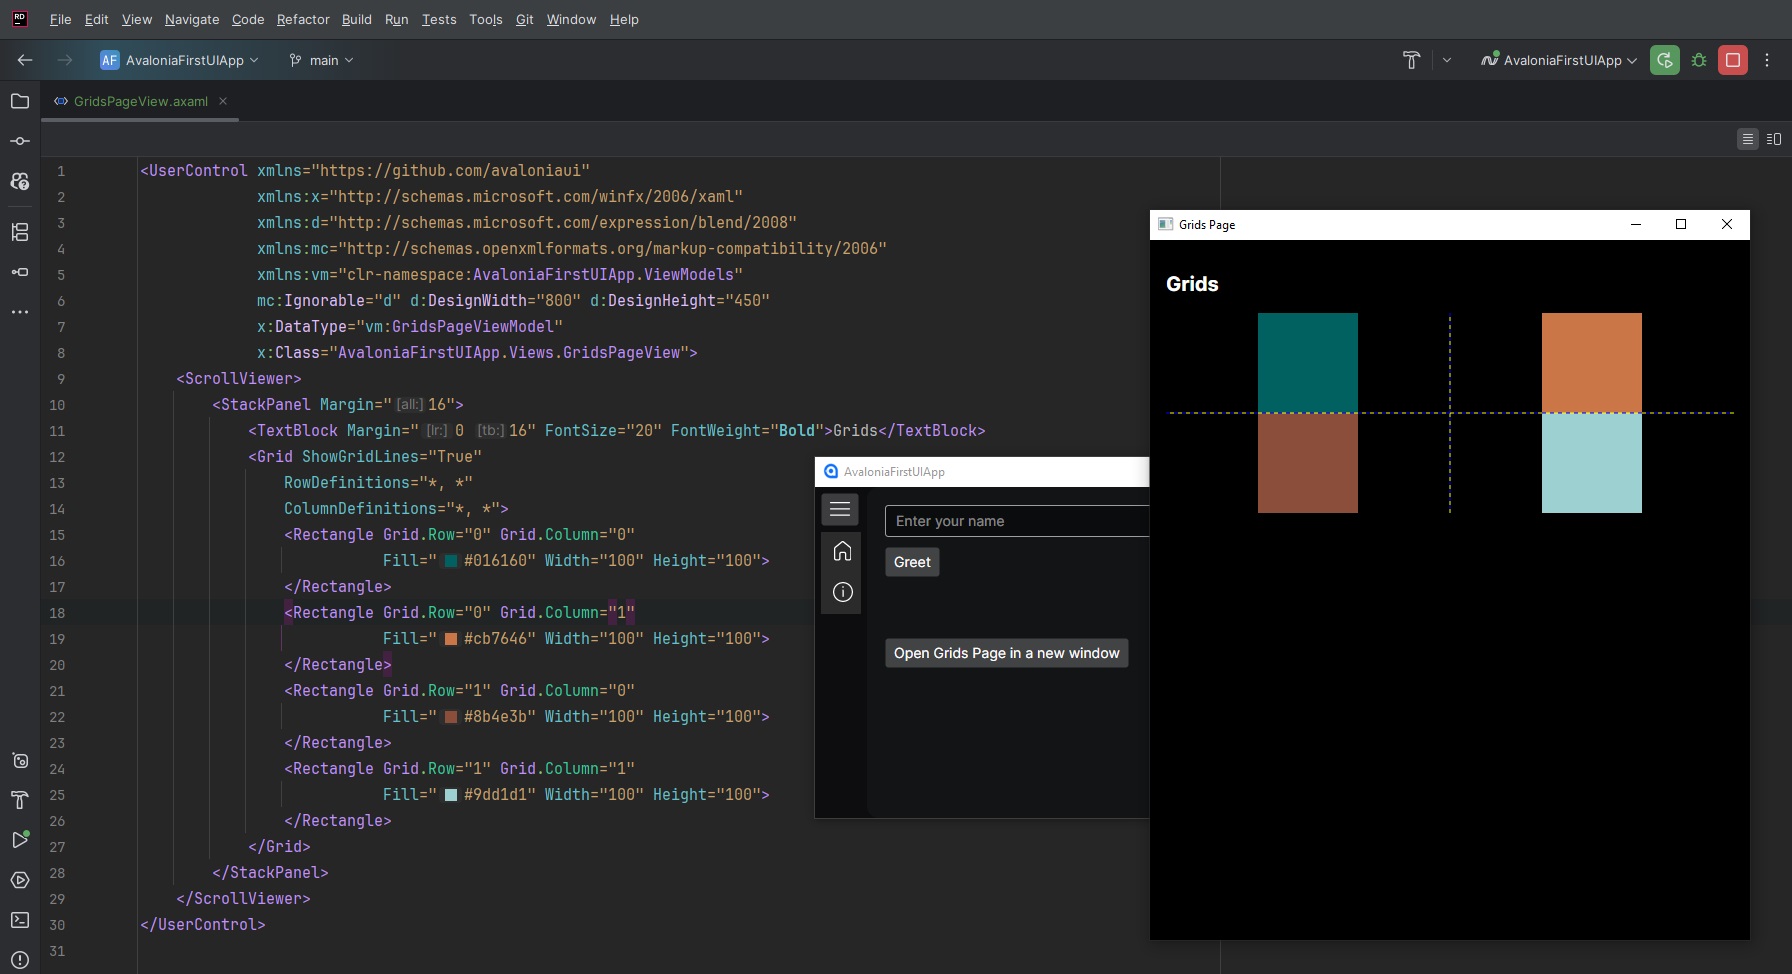 RD File Edit View Navigate Code Refactor Build Run Tests Tools Git Window Help
AF AvaloniaFirstUIApp main AvaloniaFirstUIApp
GridsPageView.axaml
1 <UserControl xmlns="https://github.com/avaloniaui"
2 xmlns:x="http://schemas.microsoft.com/winfx/2006/xaml"
3 xmlns:d="http://schemas.microsoft.com/expression/blend/2008"
4 xmlns:mc="http://schemas.openxmlformats.org/markup-compatibility/2006"
5 xmlns:vm="clr-namespace:AvaloniaFirstUIApp.ViewModels"
6 mc:Ignorable="d" d:DesignWidth="800" d:DesignHeight="450"
7 x:DataType="vm:GridsPageViewModel"
8 x:Class="AvaloniaFirstUIApp.Views.GridsPageView">
9 <ScrollViewer>
10 <StackPanel Margin="[all:]16">
11 <TextBlock Margin="[lr:]0 [tb:]16" FontSize="20" FontWeight="Bold">Grids</TextBlock>
12 <Grid ShowGridLines="True"
13 RowDefinitions="*, *"
14 ColumnDefinitions="*, *">
15 <Rectangle Grid.Row="0" Grid.Column="0"
16 Fill="#016160" Width="100" Height="100">
17 </Rectangle>
18 <Rectangle Grid.Row="0" Grid.Column="1"
19 Fill="#cb7646" Width="100" Height="100">
20 </Rectangle>
21 <Rectangle Grid.Row="1" Grid.Column="0"
22 Fill="#8b4e3b" Width="100" Height="100">
23 </Rectangle>
24 <Rectangle Grid.Row="1" Grid.Column="1"
25 Fill="#9dd1d1" Width="100" Height="100">
26 </Rectangle>
27 </Grid>
28 </StackPanel>
29 </ScrollViewer>
30 </UserControl>
31
AvaloniaFirstUIApp
Enter your name
Greet
Open Grids Page in a new window
Grids Page
Grids